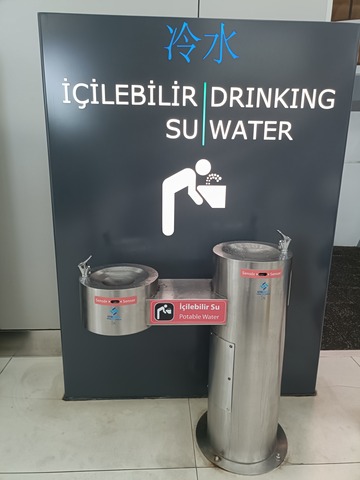 冷水
İÇİLEBİLİR DRINKING
SU WATER
İçilebilir Su
Potable Water